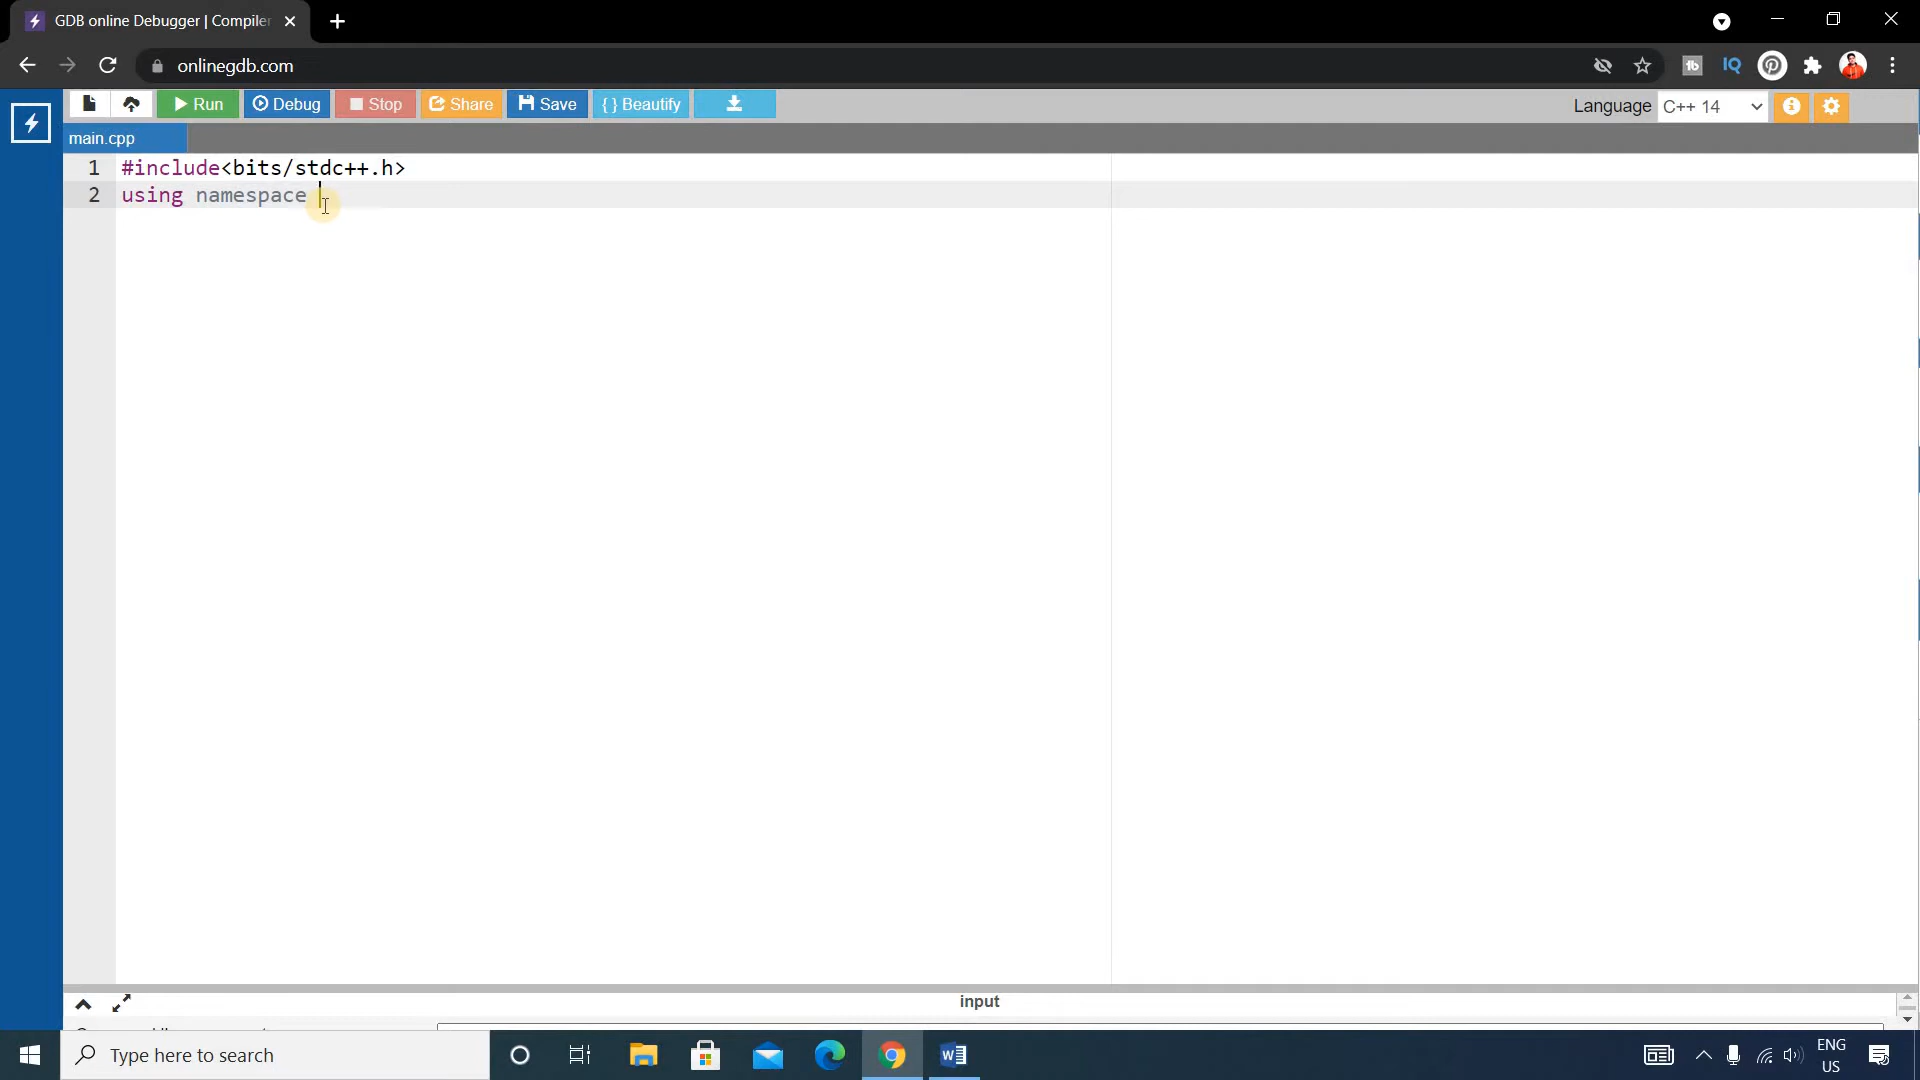 GDB online Debugger | Compiler
onlinegdb.com
IQ
Run Debug Stop Share Save { } Beautify
Language C++ 14
main.cpp
1 #include<bits/stdc++.h>
2 using namespace
input
Type here to search
ENG
US